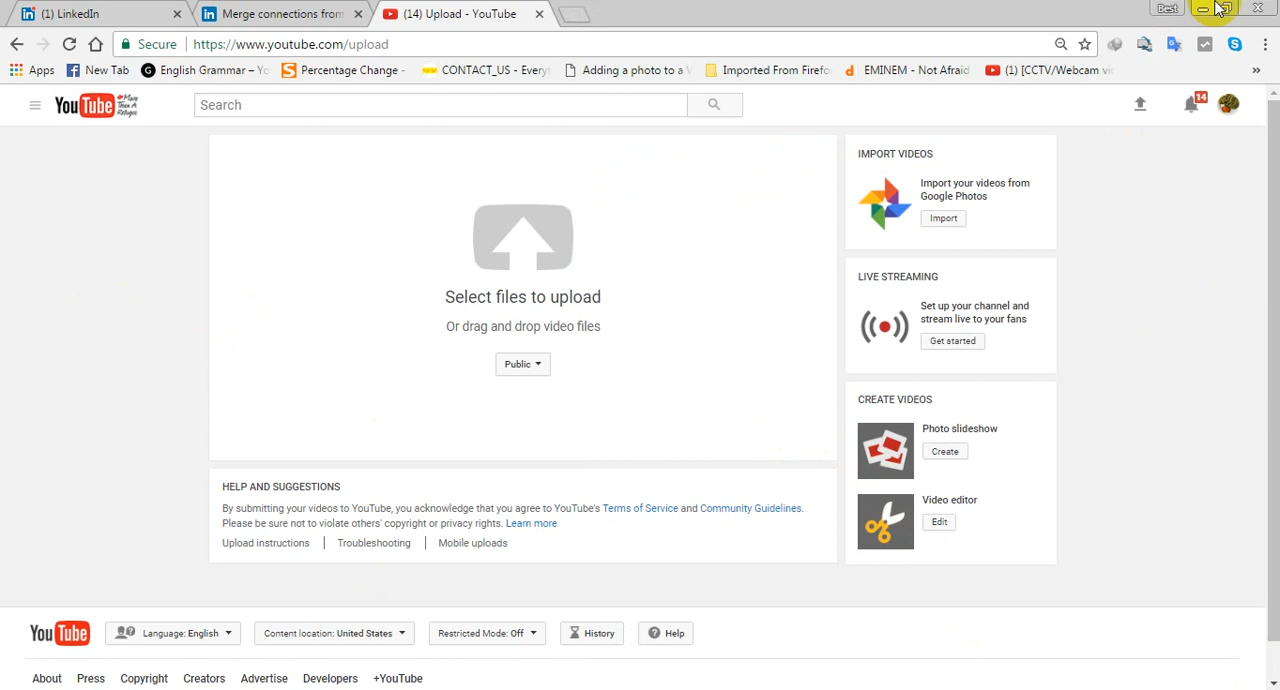 (1) LinkedIn
Merge connections from
(14) Upload - YouTube
Best
Secure
https://www.youtube.com/upload
Apps
New Tab
English Grammar – Yo
Percentage Change -
CONTACT_US - Every
Adding a photo to a W
Imported From Firefo
EMINEM - Not Afraid
(1) [CCTV/Webcam vic
»
YouTube
More Than A Refugee
Search
14
Select files to upload
Or drag and drop video files
Public
IMPORT VIDEOS
Import your videos from
Google Photos
Import
LIVE STREAMING
Set up your channel and
stream live to your fans
Get started
CREATE VIDEOS
Photo slideshow
Create
Video editor
Edit
HELP AND SUGGESTIONS
By submitting your videos to YouTube, you acknowledge that you agree to YouTube's Terms of Service and Community Guidelines.
Please be sure not to violate others' copyright or privacy rights. Learn more
Upload instructions
Troubleshooting
Mobile uploads
YouTube
Language: English
Content location: United States
Restricted Mode: Off
History
Help
About
Press
Copyright
Creators
Advertise
Developers
+YouTube